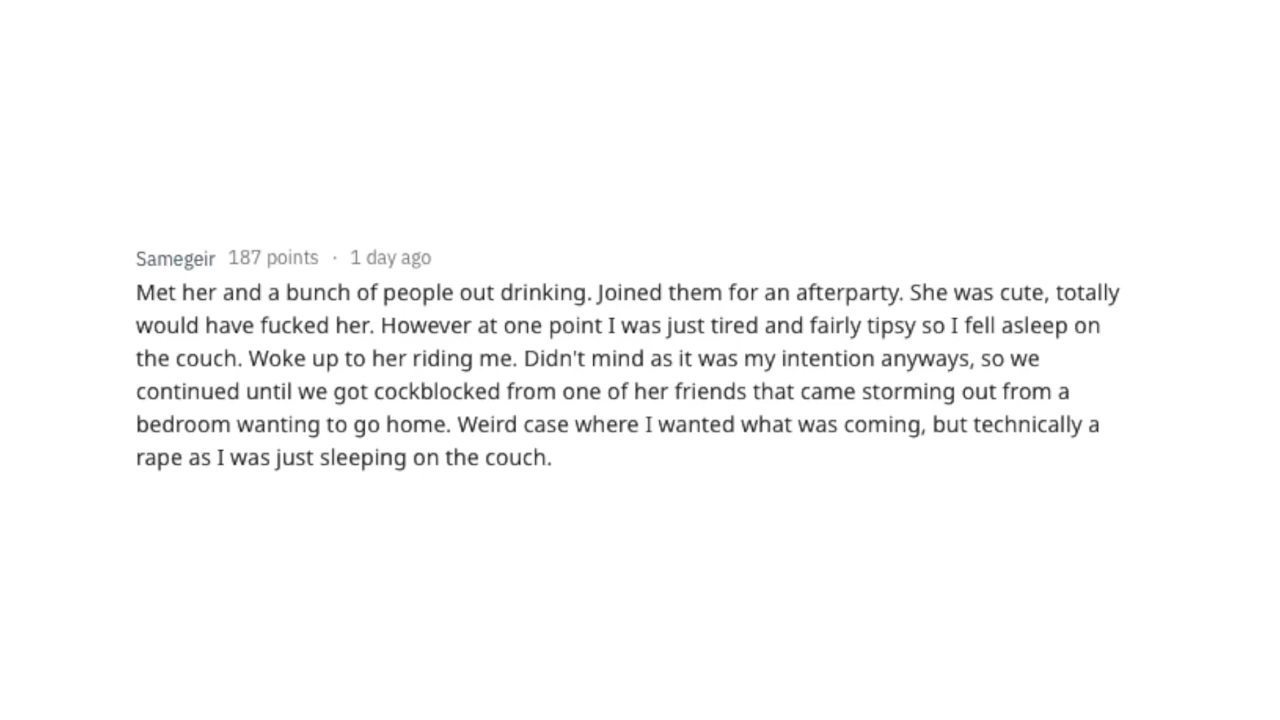 Samegeir 187 points · 1 day ago
Met her and a bunch of people out drinking. Joined them for an afterparty. She was cute, totally
would have fucked her. However at one point I was just tired and fairly tipsy so I fell asleep on
the couch. Woke up to her riding me. Didn't mind as it was my intention anyways, so we
continued until we got cockblocked from one of her friends that came storming out from a
bedroom wanting to go home. Weird case where I wanted what was coming, but technically a
rape as I was just sleeping on the couch.